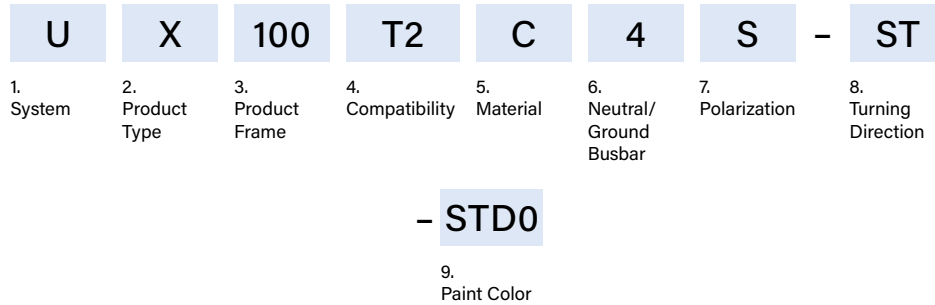 U X 100 T2 C 4 S – ST
1. 2. 3. 4. 5. 6. 7. 8.
System Product Product Compatibility Material Neutral/ Polarization Turning
Type Frame Ground Direction
Busbar
– STD0
9.
Paint Color